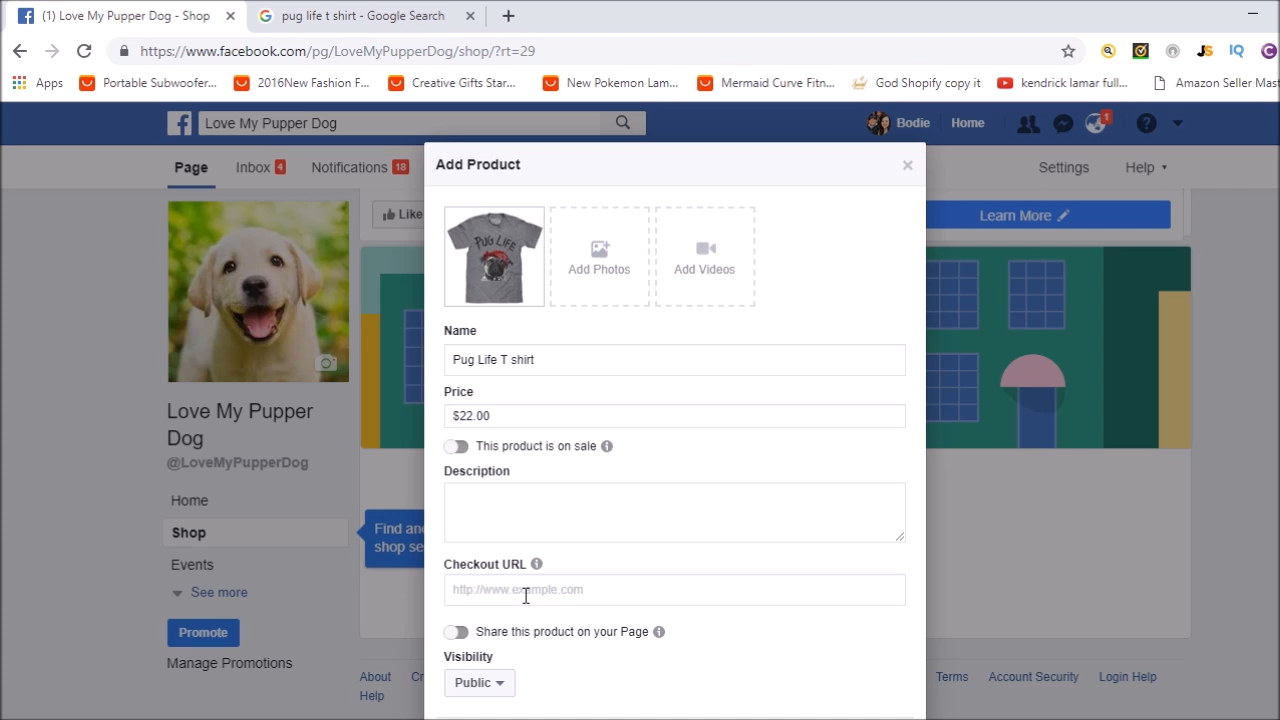 (1) Love My Pupper Dog - Shop
pug life t shirt - Google Search
https://www.facebook.com/pg/LoveMyPupperDog/shop/?rt=29
Apps
Portable Subwoofer...
2016New Fashion F...
Creative Gifts Star...
New Pokemon Lam...
Mermaid Curve Fitn...
God Shopify copy it
kendrick lamar full...
Amazon Seller Mast
JS
IQ
Love My Pupper Dog
Bodie
Home
1
Page
Inbox 4
Notifications 18
Settings
Help
Add Product
Like
Learn More
PUG LIFE
Add Photos
Add Videos
Name
Pug Life T shirt
Price
$22.00
This product is on sale
Description
Checkout URL
http://www.example.com
Share this product on your Page
Visibility
Public
Love My Pupper
Dog
@LoveMyPupperDog
Home
Shop
Events
See more
Promote
Manage Promotions
Find an
shop se
About
Cr
Terms
Account Security
Login Help
Help